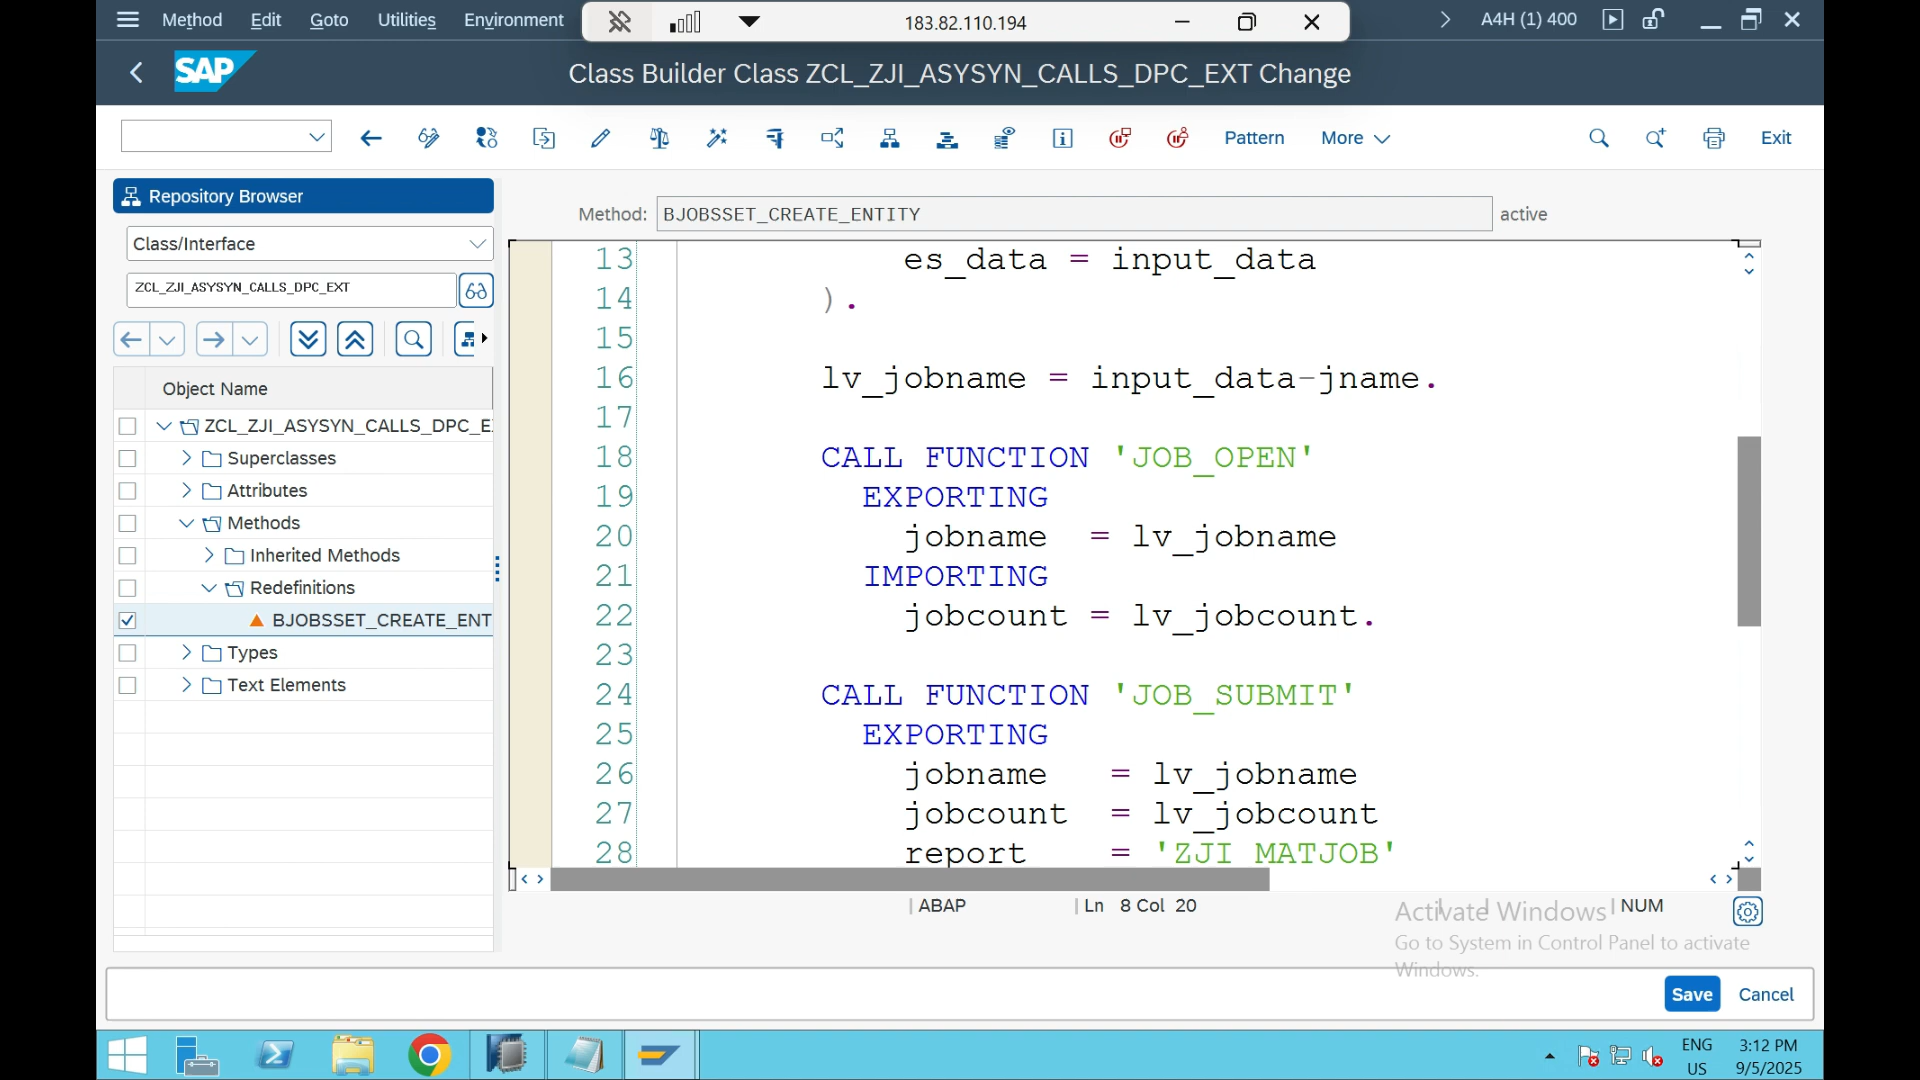 Method Edit Goto Utilities Environment
183.82.110.194
A4H (1) 400
SAP
Class Builder Class ZCL_ZJI_ASYSYN_CALLS_DPC_EXT Change
Pattern More
Exit
Repository Browser
Class/Interface
ZCL_ZJI_ASYSYN_CALLS_DPC_EXT
Object Name
ZCL_ZJI_ASYSYN_CALLS_DPC_E
Superclasses
Attributes
Methods
Inherited Methods
Redefinitions
BJOBSSET_CREATE_ENT
Types
Text Elements
Method: BJOBSSET_CREATE_ENTITY active
13 es_data = input_data
14 ).
15
16 lv_jobname = input_data-jname.
17
18 CALL FUNCTION 'JOB_OPEN'
19 EXPORTING
20 jobname = lv_jobname
21 IMPORTING
22 jobcount = lv_jobcount.
23
24 CALL FUNCTION 'JOB_SUBMIT'
25 EXPORTING
26 jobname = lv_jobname
27 jobcount = lv_jobcount
28 report = 'ZJI_MATJOB'
ABAP Ln 8 Col 20 NUM
Activate Windows
Go to System in Control Panel to activate
Windows.
Save Cancel
ENG
US
3:12 PM
9/5/2025